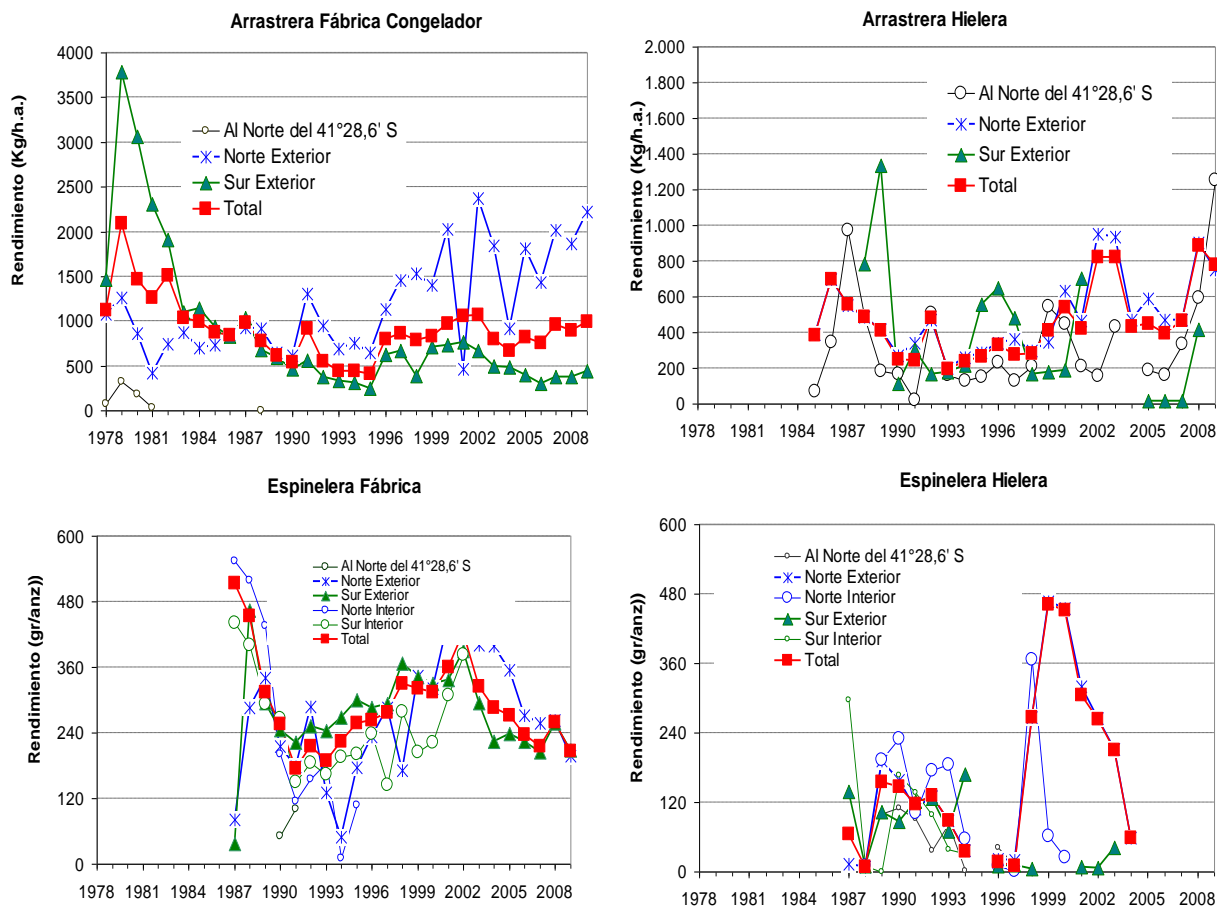 Arrastrera Fábrica Congelador
Rendimiento (Kg/h.a.)
4000
3500
3000
2500
2000
1500
1000
500
0
Al Norte del 41°28,6' S
Norte Exterior
Sur Exterior
Total
1978 1981 1984 1987 1990 1993 1996 1999 2002 2005 2008
Arrastrera Hielera
Rendimiento (Kg/h.a.)
2.000
1.800
1.600
1.400
1.200
1.000
800
600
400
200
0
Al Norte del 41°28,6' S
Norte Exterior
Sur Exterior
Total
1978 1981 1984 1987 1990 1993 1996 1999 2002 2005 2008
Espinelera Fábrica
Rendimiento (gr/anz))
600
480
360
240
120
0
Al Norte del 41°28,6' S
Norte Exterior
Sur Exterior
Norte Interior
Sur Interior
Total
1978 1981 1984 1987 1990 1993 1996 1999 2002 2005 2008
Espinelera Hielera
Rendimiento (gr/anz))
600
480
360
240
120
0
Al Norte del 41°28,6' S
Norte Exterior
Norte Interior
Sur Exterior
Sur Interior
Total
1978 1981 1984 1987 1990 1993 1996 1999 2002 2005 2008